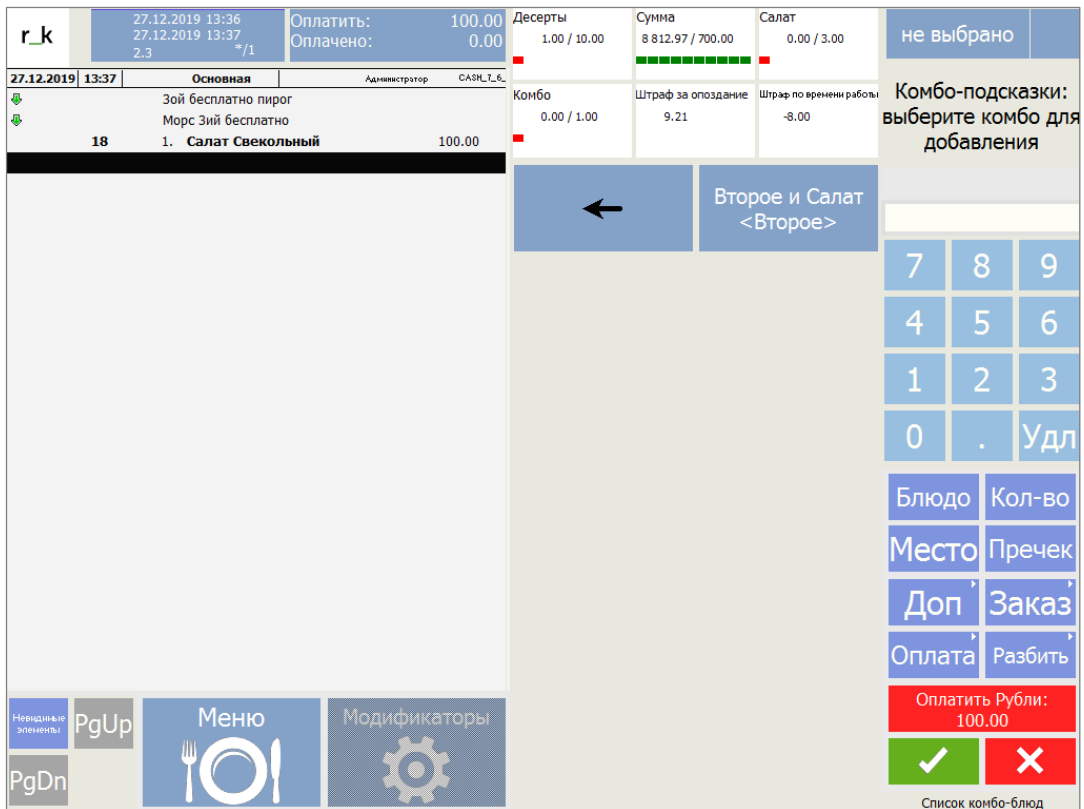 r_k
27.12.2019 13:36
27.12.2019 13:37
2.3 */1
Оплатить: 100.00
Оплачено: 0.00
27.12.2019 13:37 Основная Администратор CASH_7_6_
3ой бесплатно пирог
Морс 3ий бесплатно
18 1. Салат Свекольный 100.00
Десерты
1.00 / 10.00
Сумма
8 812.97 / 700.00
Салат
0.00 / 3.00
Комбо
0.00 / 1.00
Штраф за опоздание
9.21
Штраф по времени работы
-8.00
Второе и Салат
<Второе>
не выбрано
Комбо-подсказки:
выберите комбо для
добавления
7 8 9
4 5 6
1 2 3
0 . Удл
Блюдо Кол-во
Место Пречек
Доп Заказ
Оплата Разбить
Оплатить Рубли:
100.00
Список комбо-блюд
Невидимые
элементы
PgUp
PgDn
Меню
Модификаторы